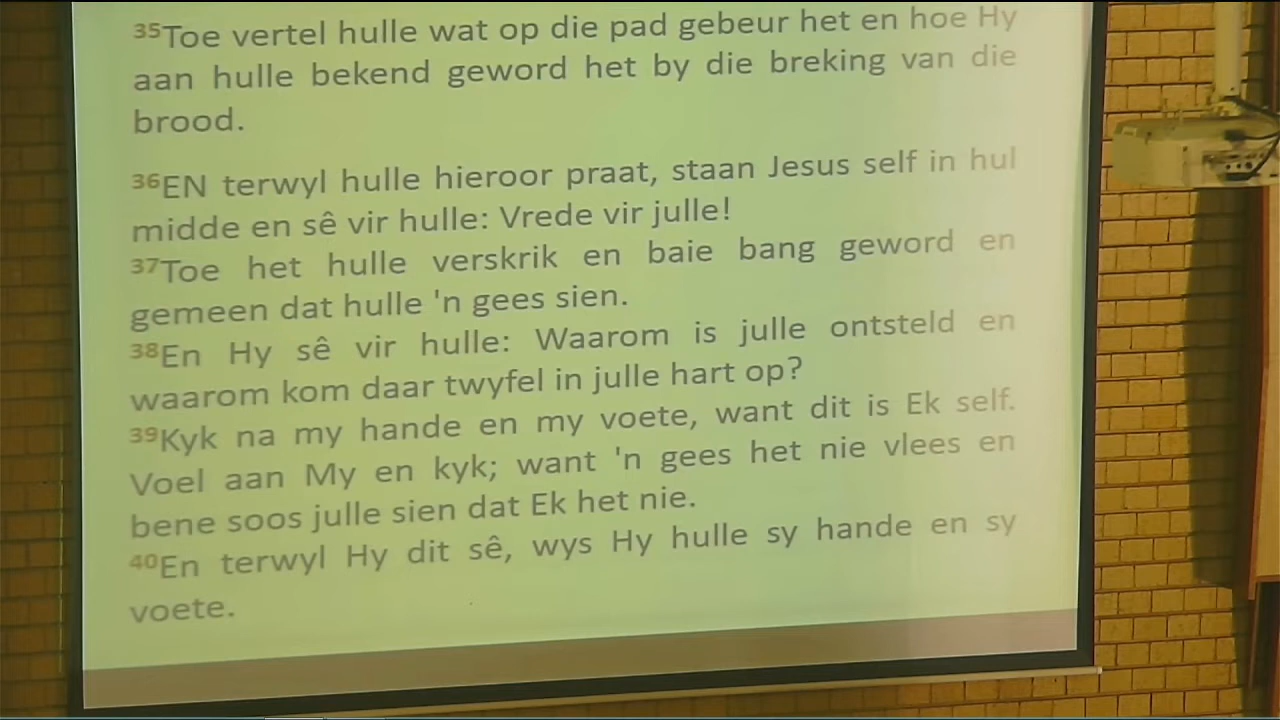 35Toe vertel hulle wat op die pad gebeur het en hoe Hy
aan hulle bekend geword het by die breking van die
brood.
36EN terwyl hulle hieroor praat, staan Jesus self in hul
midde en sê vir hulle: Vrede vir julle!
37Toe het hulle verskrik en baie bang geword en
gemeen dat hulle 'n gees sien.
38En Hy sê vir hulle: Waarom is julle ontsteld en
waarom kom daar twyfel in julle hart op?
39Kyk na my hande en my voete, want dit is Ek self.
Voel aan My en kyk; want 'n gees het nie vlees en
bene soos julle sien dat Ek het nie.
40En terwyl Hy dit sê, wys Hy hulle sy hande en sy
voete.